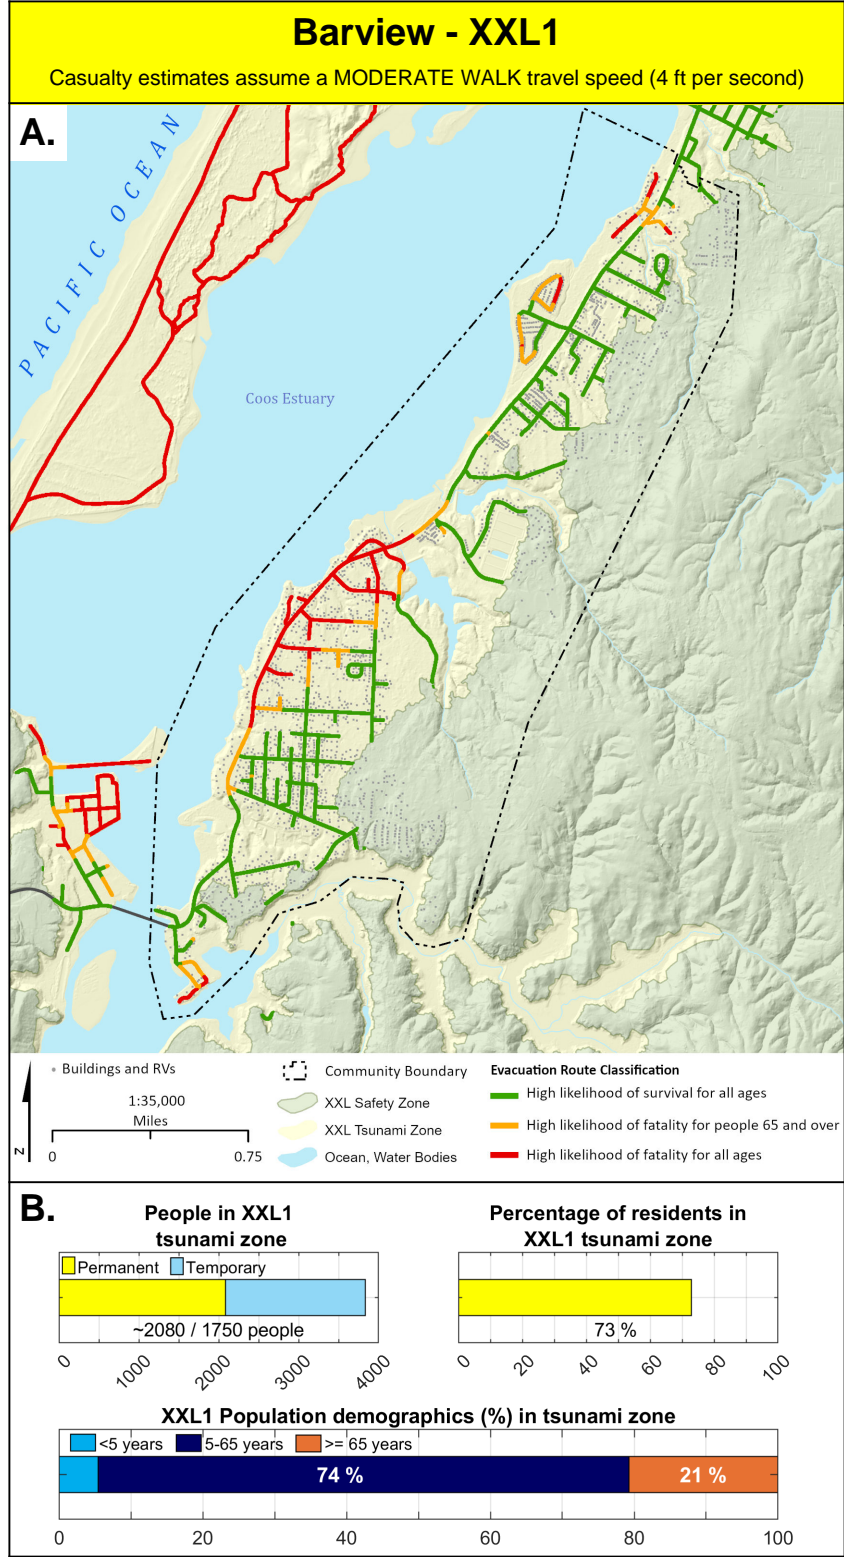 Barview - XXL1
Casualty estimates assume a MODERATE WALK travel speed (4 ft per second)
A.
PACIFIC OCEAN
Coos Estuary
Buildings and RVs
1:35,000
Miles
0 0.75
N
Community Boundary
XXL Safety Zone
XXL Tsunami Zone
Ocean, Water Bodies
Evacuation Route Classification
High likelihood of survival for all ages
High likelihood of fatality for people 65 and over
High likelihood of fatality for all ages
B.
People in XXL1
tsunami zone
Permanent Temporary
~2080 / 1750 people
0 1000 2000 3000 4000
Percentage of residents in
XXL1 tsunami zone
73 %
0 20 40 60 80 100
XXL1 Population demographics (%) in tsunami zone
<5 years 5-65 years >= 65 years
74 % 21 %
0 20 40 60 80 100